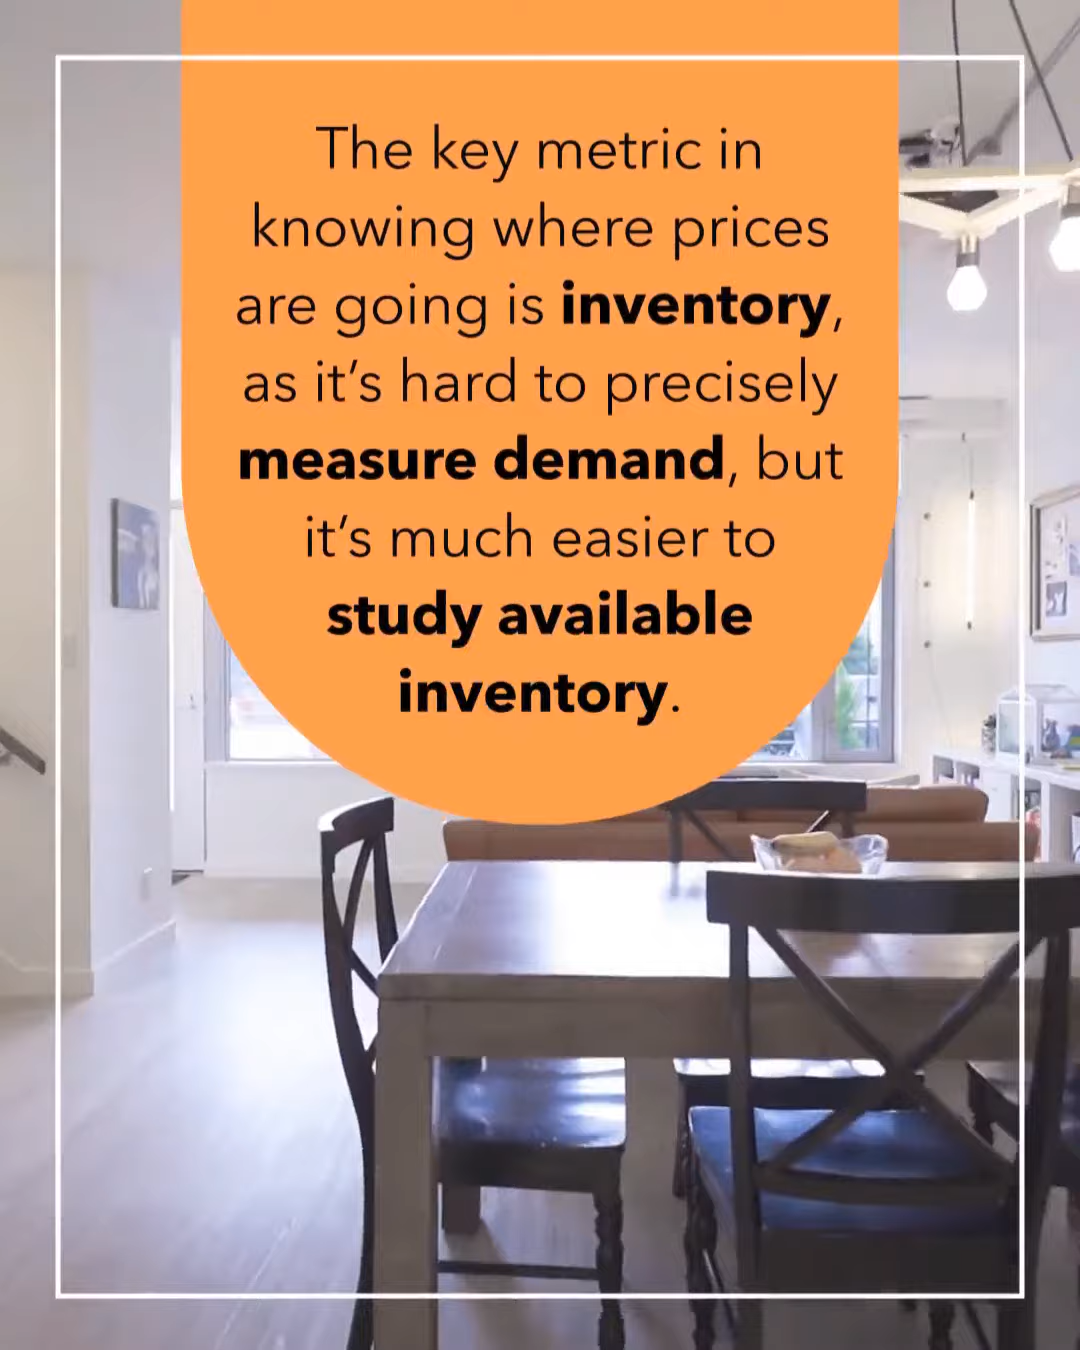 The key metric in
knowing where prices
are going is inventory,
as it's hard to precisely
measure demand, but
it's much easier to
study available
inventory.